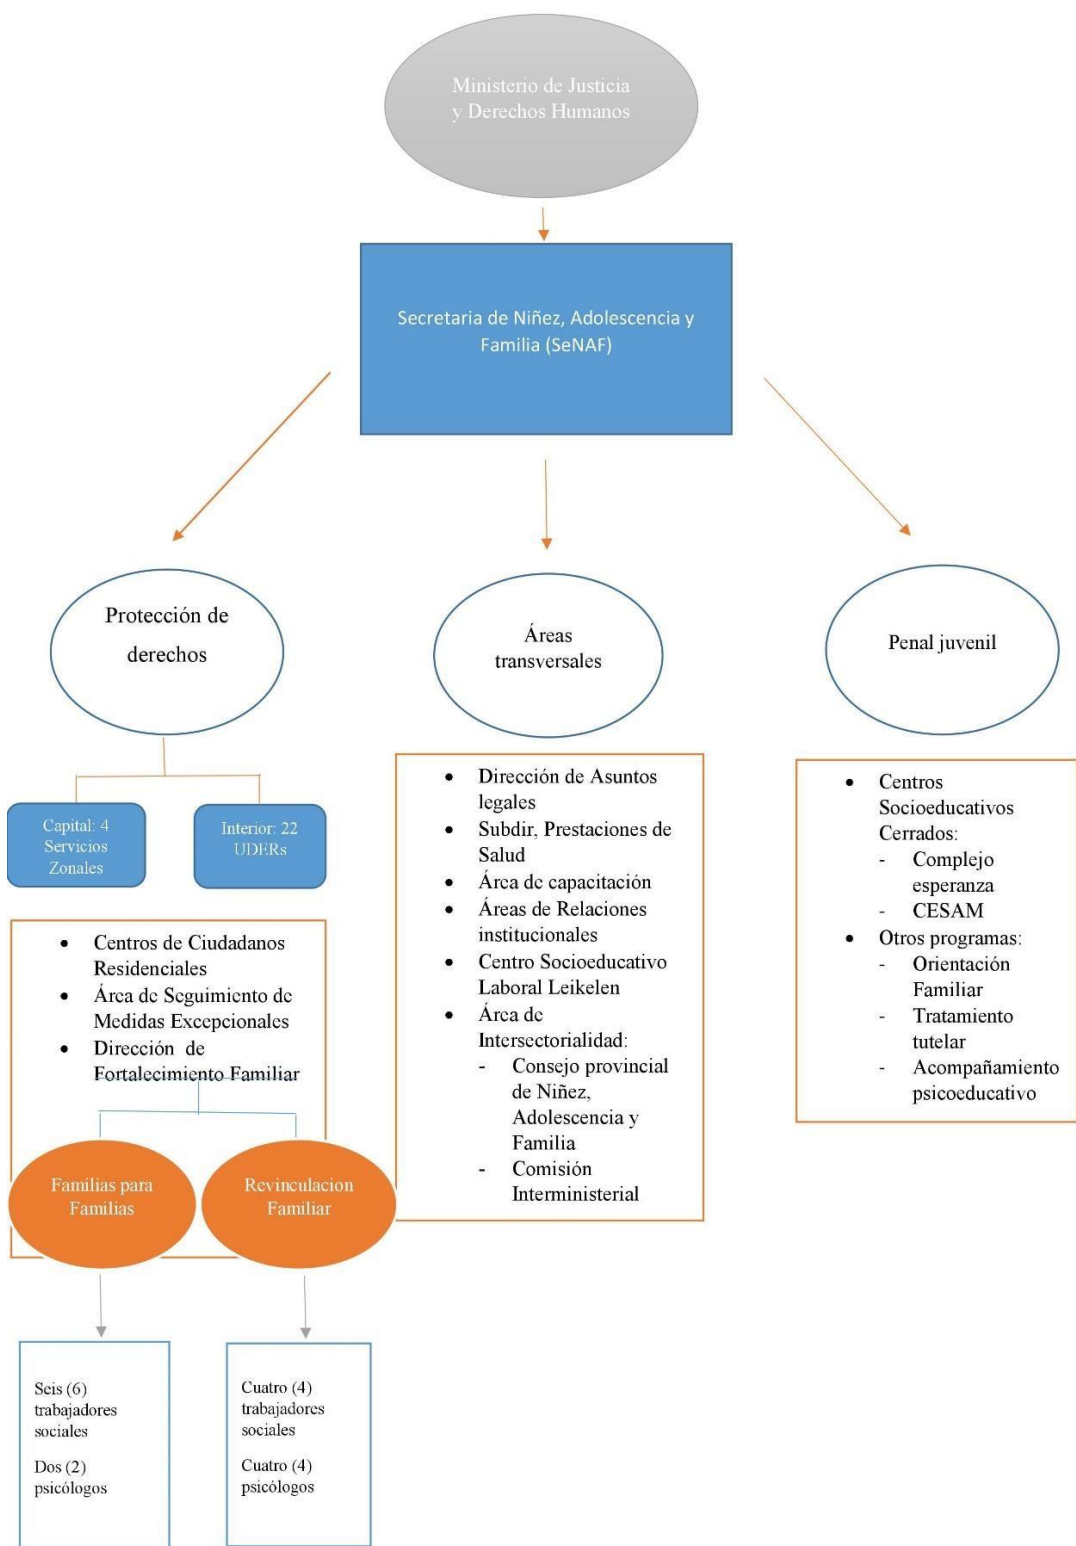 Ministerio de Justicia
y Derechos Humanos
Secretaria de Niñez, Adolescencia y
Familia (SeNAF)
Protección de
derechos
Áreas
transversales
Penal juvenil
Capital: 4
Servicios
Zonales
Interior: 22
UDERs
• Centros de Ciudadanos
Residenciales
• Área de Seguimiento de
Medidas Excepcionales
• Dirección de
Fortalecimiento Familiar
Familias para
Familias
Revinculacion
Familiar
Seis (6)
trabajadores
sociales
Dos (2)
psicólogos
Cuatro (4)
trabajadores
sociales
Cuatro (4)
psicólogos
• Dirección de Asuntos
legales
• Subdir, Prestaciones de
Salud
• Área de capacitación
• Áreas de Relaciones
institucionales
• Centro Socioeducativo
Laboral Leikelen
• Área de
Intersectorialidad:
- Consejo provincial
de Niñez,
Adolescencia y
Familia
- Comisión
Interministerial
• Centros
Socioeducativos
Cerrados:
- Complejo
esperanza
- CESAM
• Otros programas:
- Orientación
Familiar
- Tratamiento
tutelar
- Acompañamiento
psicoeducativo